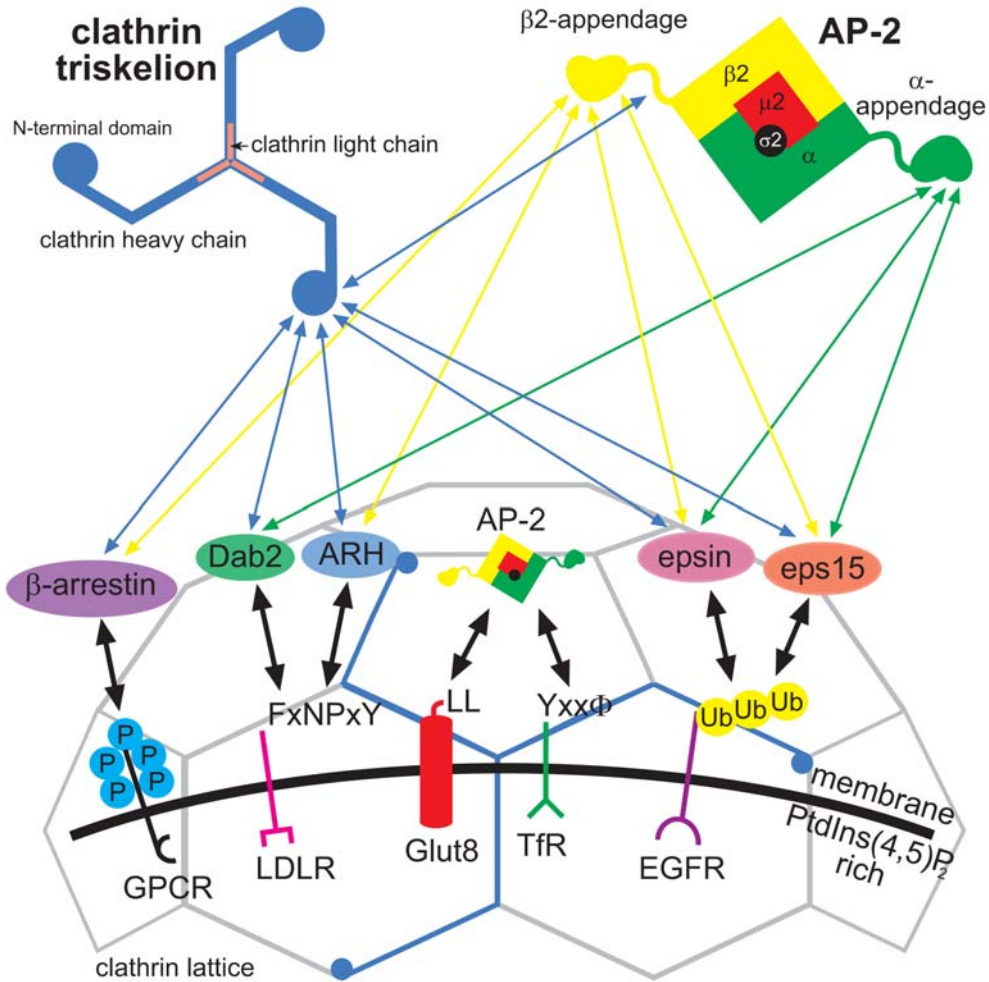 clathrin
triskelion
β2-appendage
AP-2
β2
μ2
σ2
α
α-
appendage
N-terminal domain
clathrin light chain
clathrin heavy chain
AP-2
β-arrestin
Dab2
ARH
epsin
eps15
FxNPxY
LL
YxxΦ
Ub
Ub
Ub
P
P
P
P
P
membrane
PtdIns(4,5)P2
rich
GPCR
LDLR
Glut8
TfR
EGFR
clathrin lattice